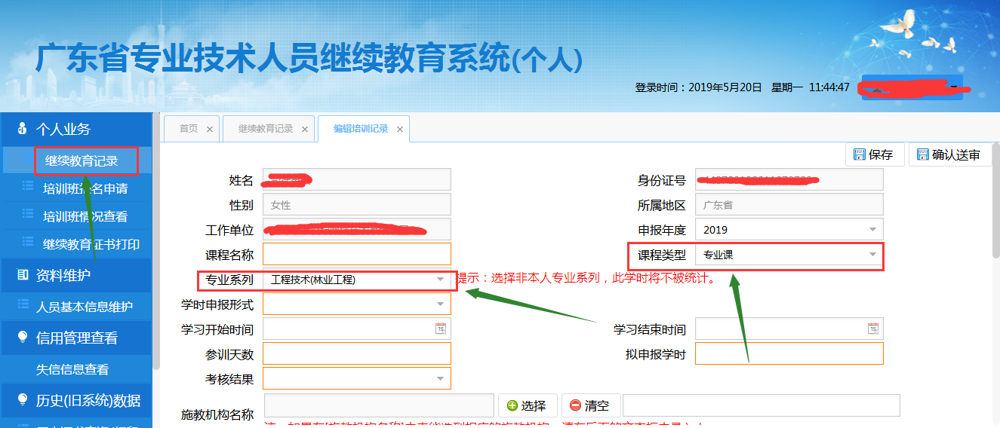 广东省专业技术人员继续教育系统(个人)
登录时间：2019年5月20日 星期一 11:44:47
个人业务
继续教育记录
培训班报名申请
培训班情况查看
继续教育证书打印
资料维护
人员基本信息维护
信用管理查看
失信信息查看
历史(旧系统)数据
首页 × 继续教育记录 × 编辑培训记录 ×
保存 确认送审
姓名 身份证号
性别 女性 所属地区 广东省
工作单位 申报年度 2019
课程名称 课程类型 专业课
专业系列 工程技术(林业工程) 提示：选择非本人专业系列，此学时将不被统计。
学时申报形式
学习开始时间 15 学习结束时间 15
参训天数 拟申报学时
考核结果
施教机构名称 选择 清空